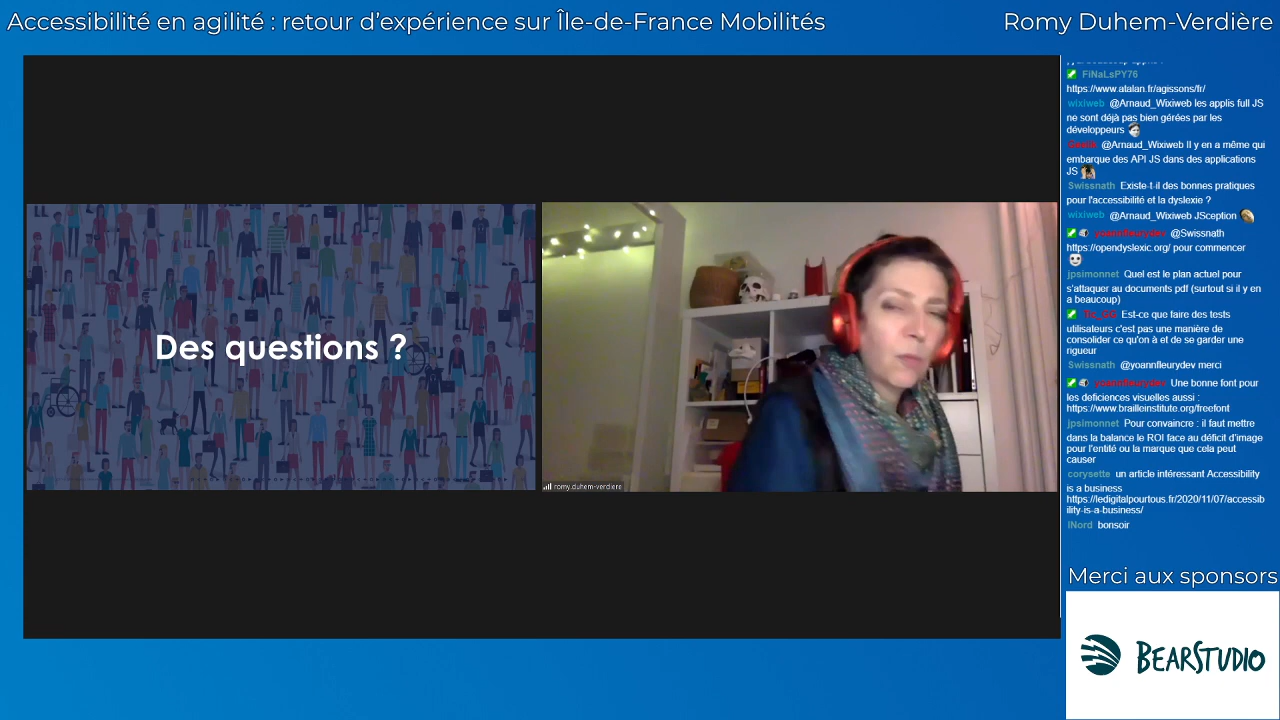 Accessibilité en agilité : retour d’expérience sur Île-de-France Mobilités
Romy Duhem-Verdière
Des questions ?
romy.duhem-verdiere
FiNaLsPY76
https://www.atalan.fr/agissons/fr/
wixiweb @Arnaud_Wixiweb les applis full JS
ne sont déjà pas bien gérées par les
développeurs
@Arnaud_Wixiweb Il y en a même qui
embarque des API JS dans des applications
JS
Swissnath Existe-t-il des bonnes pratiques
pour l'accessibilité et la dyslexie ?
wixiweb @Arnaud_Wixiweb JSception
yoannfleurydev @Swissnath
https://opendyslexic.org/ pour commencer
jpsimonnet Quel est le plan actuel pour
s'attaquer au documents pdf (surtout si il y en
a beaucoup)
Est-ce que faire des tests
utilisateurs c'est pas une manière de
consolider ce qu'on à et de se garder une
rigueur
Swissnath @yoannfleurydev merci
yoannfleurydev Une bonne font pour
les deficiences visuelles aussi :
https://www.brailleinstitute.org/freefont
jpsimonnet Pour convaincre : il faut mettre
dans la balance le ROI face au déficit d'image
pour l'entité ou la marque que cela peut
causer
corysette un article intéressant Accessibility
is a business
https://ledigitalpourtous.fr/2020/11/07/accessib
ility-is-a-business/
lNord bonsoir
Merci aux sponsors
BEARSTUDIO